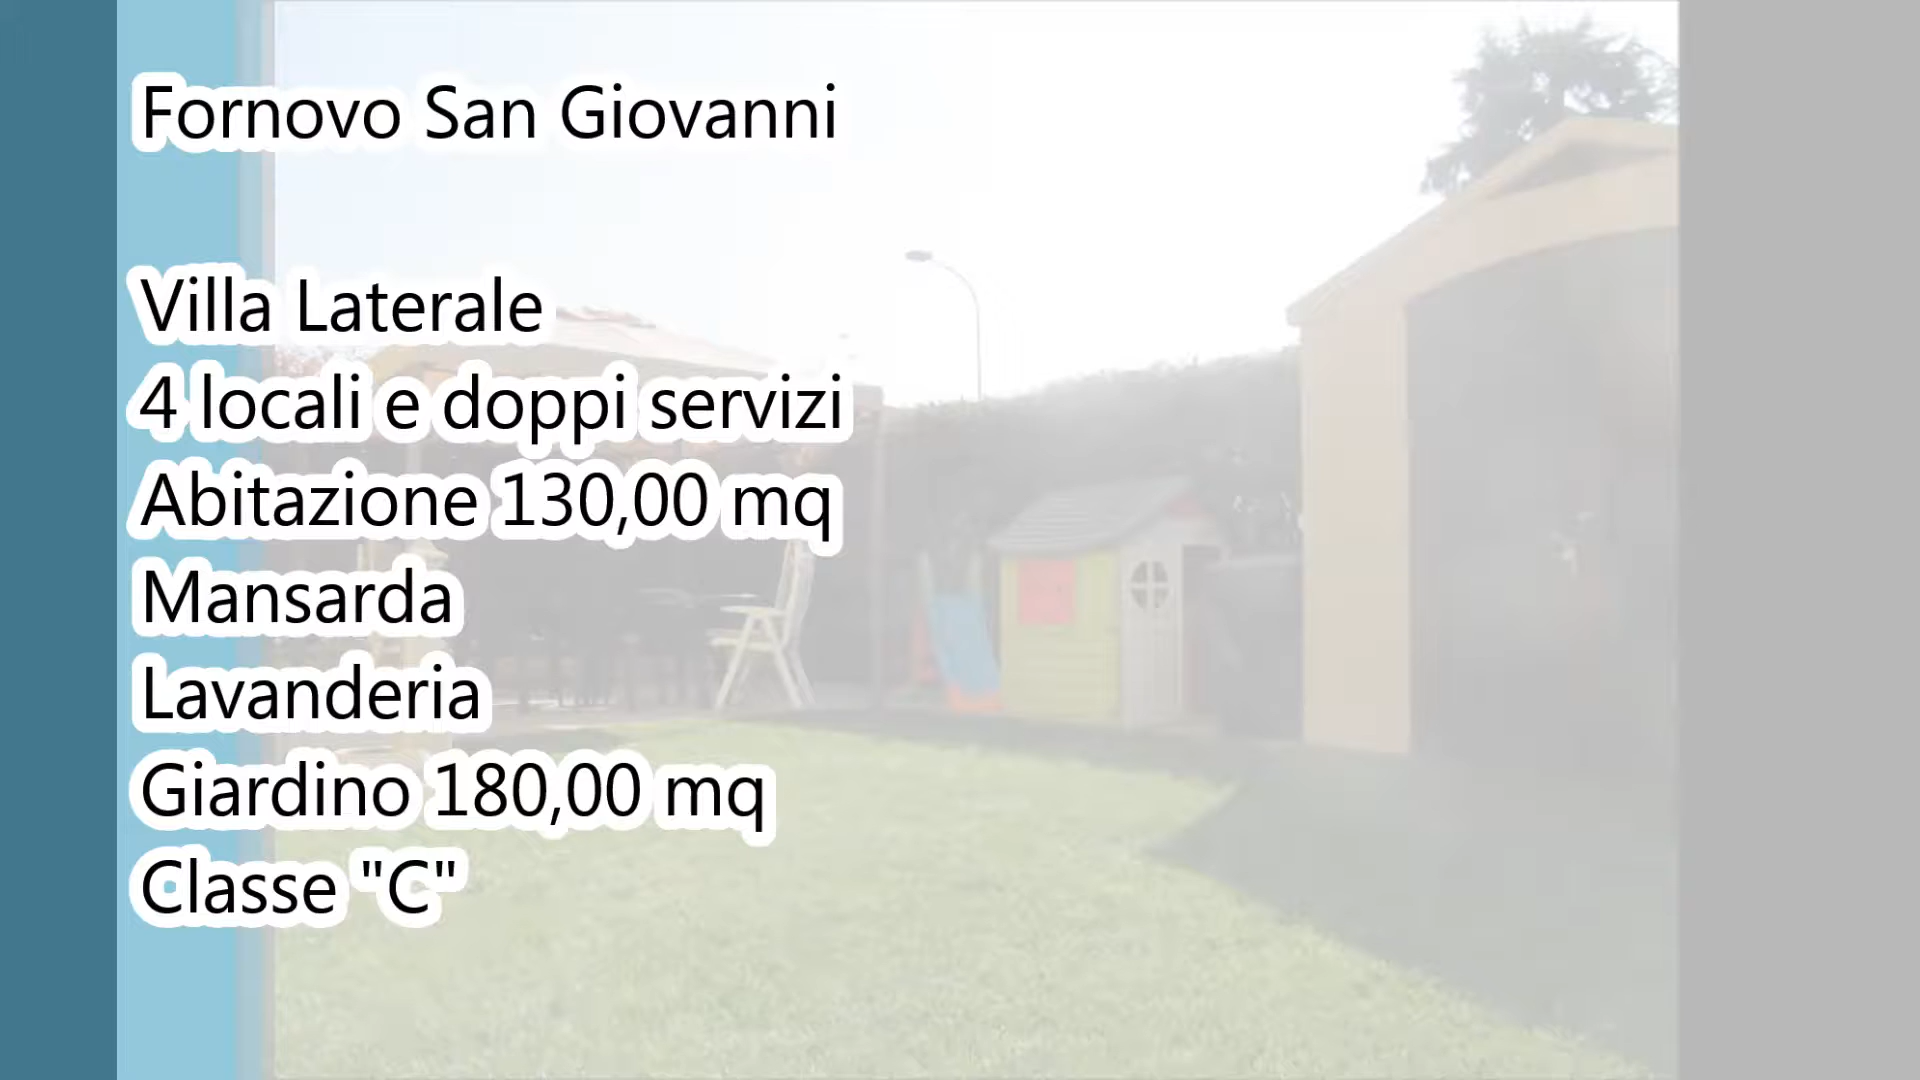 Fornovo San Giovanni
Villa Laterale
4 locali e doppi servizi
Abitazione 130,00 mq
Mansarda
Lavanderia
Giardino 180,00 mq
Classe "C"